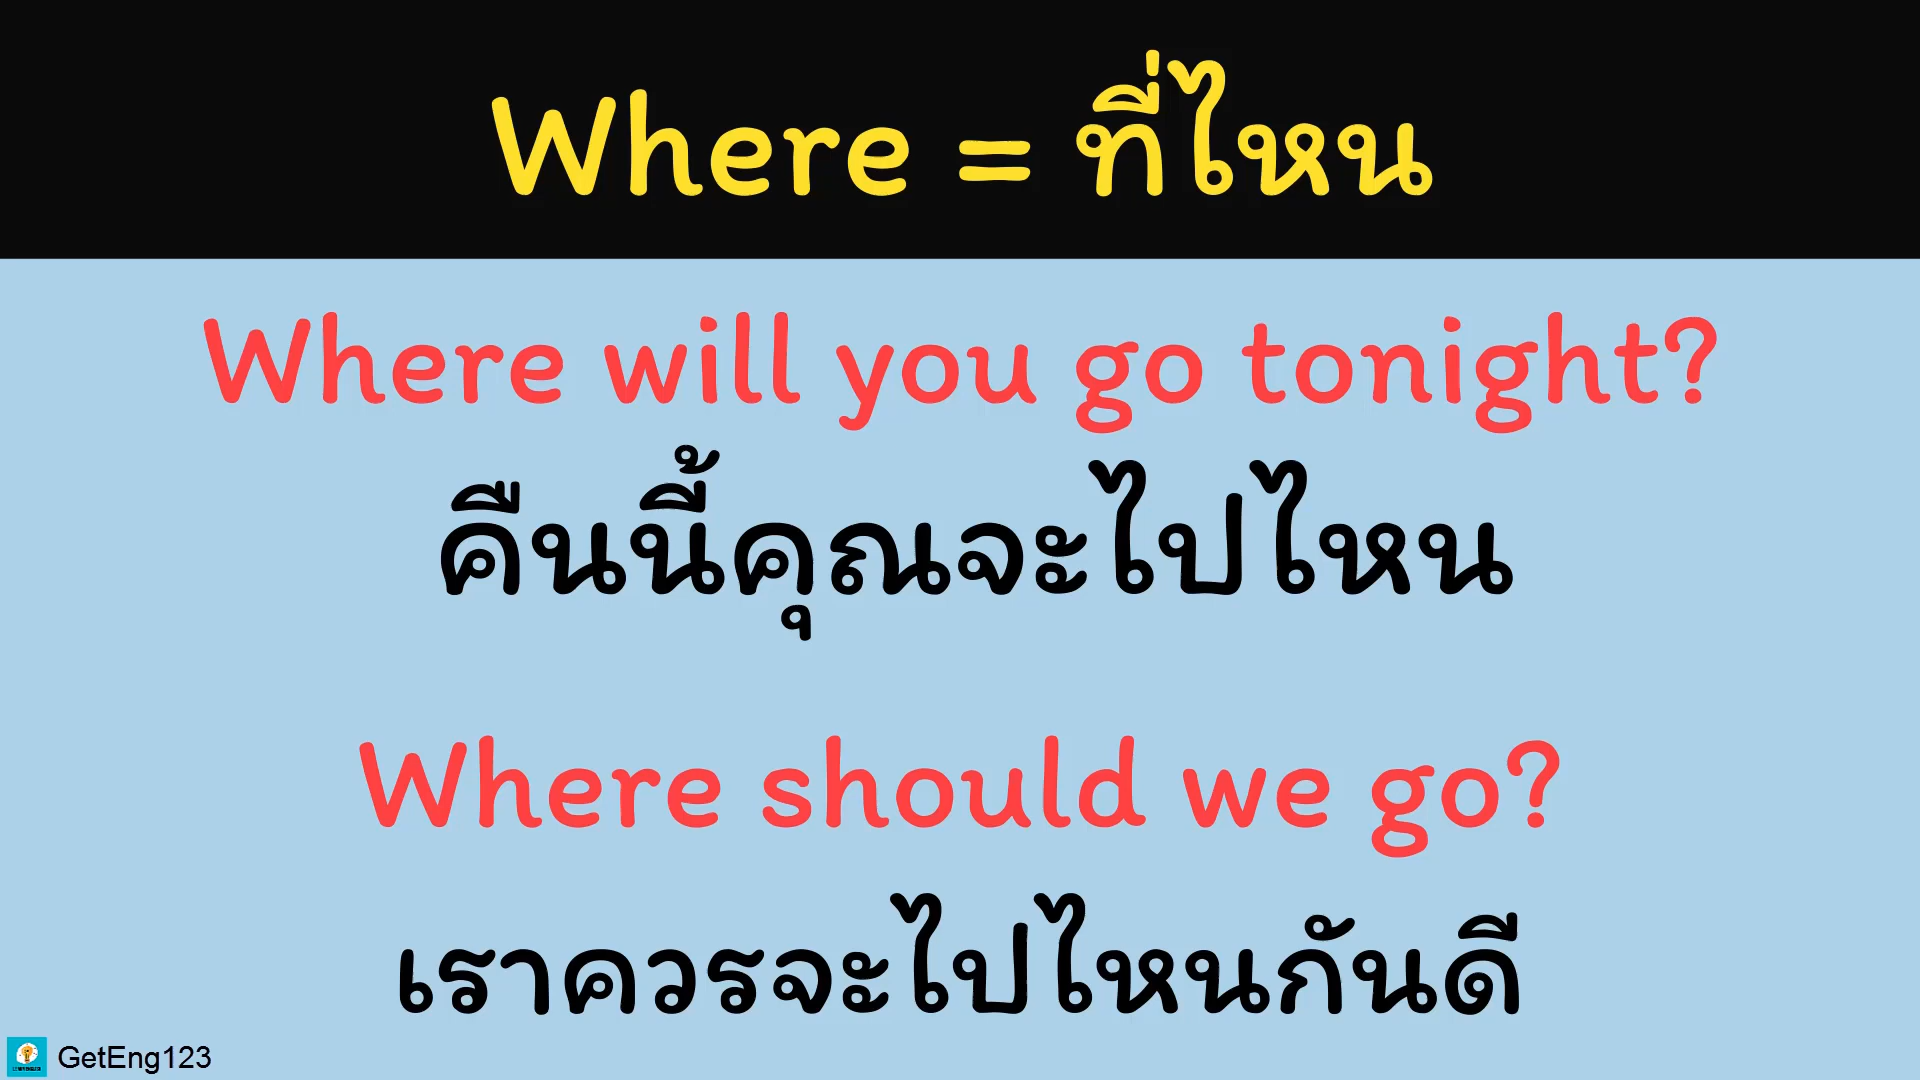 Where = ที่ไหน
Where will you go tonight?
คืนนี้คุณจะไปไหน
Where should we go?
เราควรจะไปไหนกันดี
GetEng123